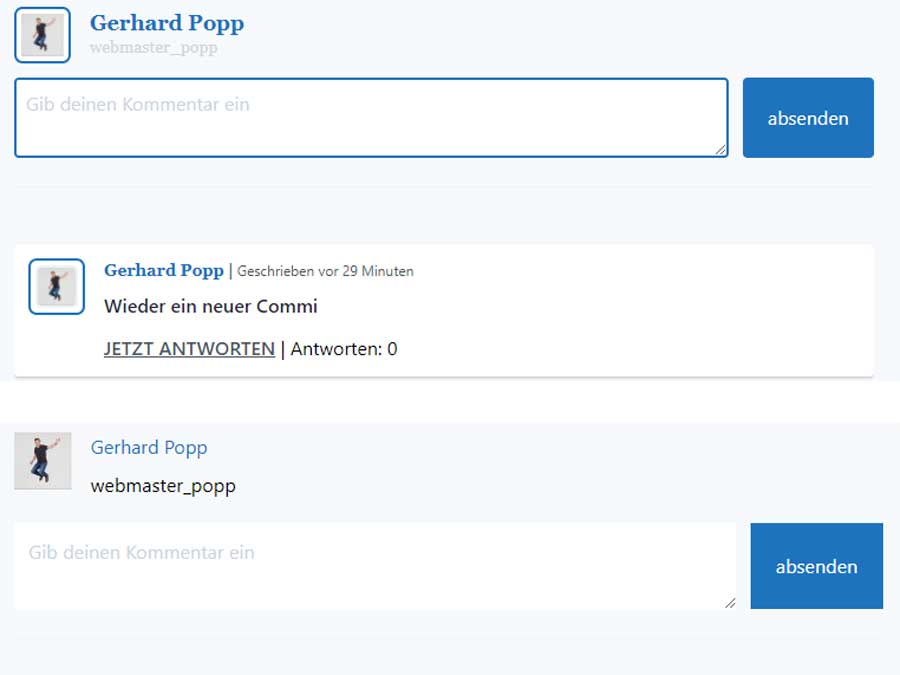 Gerhard Popp
webmaster_popp
Gib deinen Kommentar ein
absenden
Gerhard Popp | Geschrieben vor 29 Minuten
Wieder ein neuer Commi
JETZT ANTWORTEN | Antworten: 0
Gerhard Popp
webmaster_popp
Gib deinen Kommentar ein
absenden